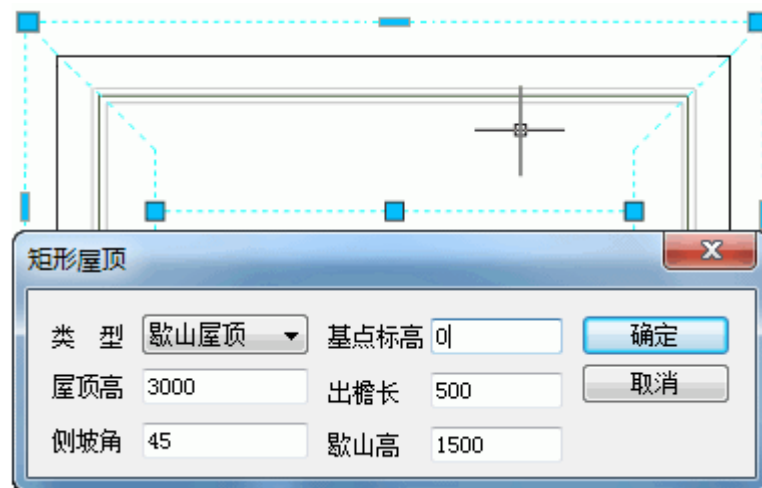 矩形屋顶
类 型 歇山屋顶 基点标高 0 确定
屋顶高 3000 出檐长 500 取消
侧坡角 45 歇山高 1500